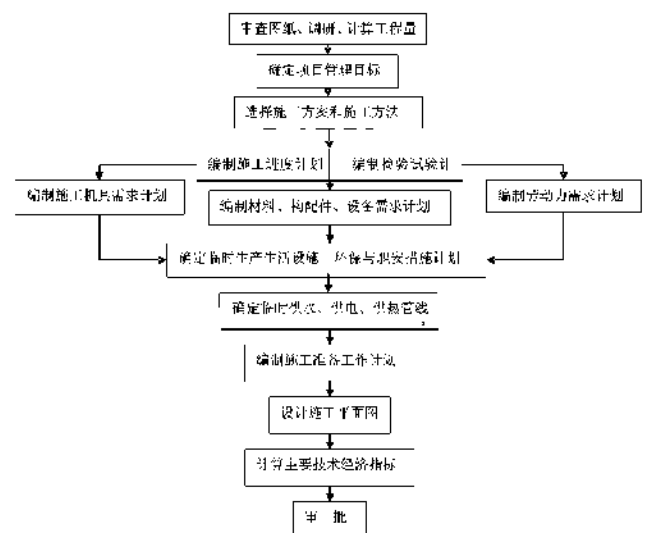 审查图纸、调研、计算工程量
确定项目管理目标
选择施工方案和施工方法
编制施工进度计划 编制检验试验计
编制施工机具需求计划
编制材料、构配件、设备需求计划
编制劳动力需求计划
确定临时生产生活设施 环保与职安措施计划
确定临时供水、供电、供热管线
编制施工准备工作计划
设计施工平面图
计算主要技术经济指标
审 批